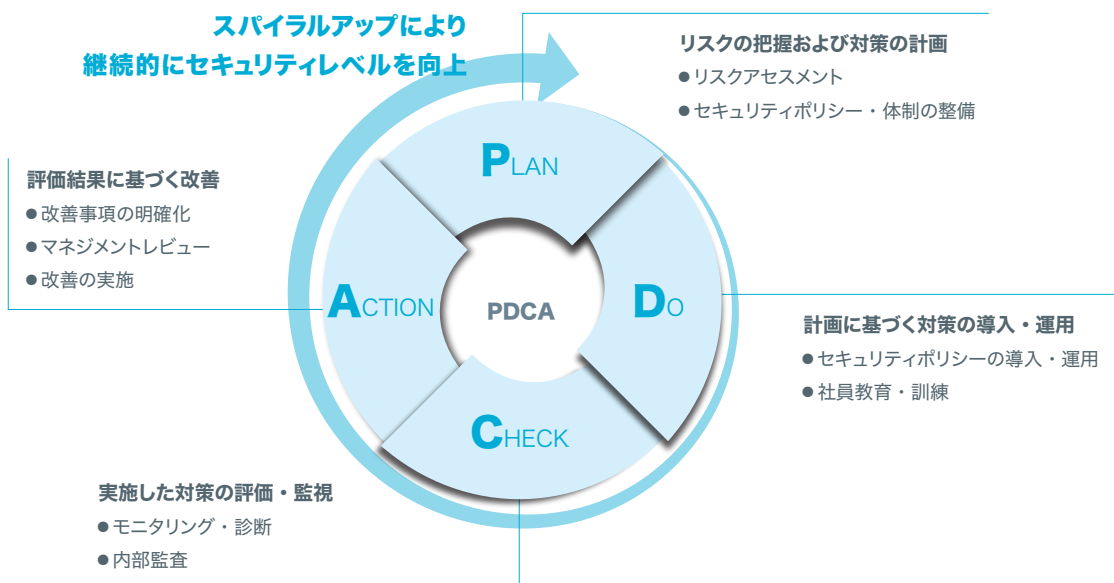 スパイラルアップにより
継続的にセキュリティレベルを向上
リスクの把握および対策の計画
●リスクアセスメント
●セキュリティポリシー・体制の整備
PLAN
評価結果に基づく改善
●改善事項の明確化
●マネジメントレビュー
●改善の実施
ACTION
PDCA
DO
計画に基づく対策の導入・運用
●セキュリティポリシーの導入・運用
●社員教育・訓練
CHECK
実施した対策の評価・監視
●モニタリング・診断
●内部監査